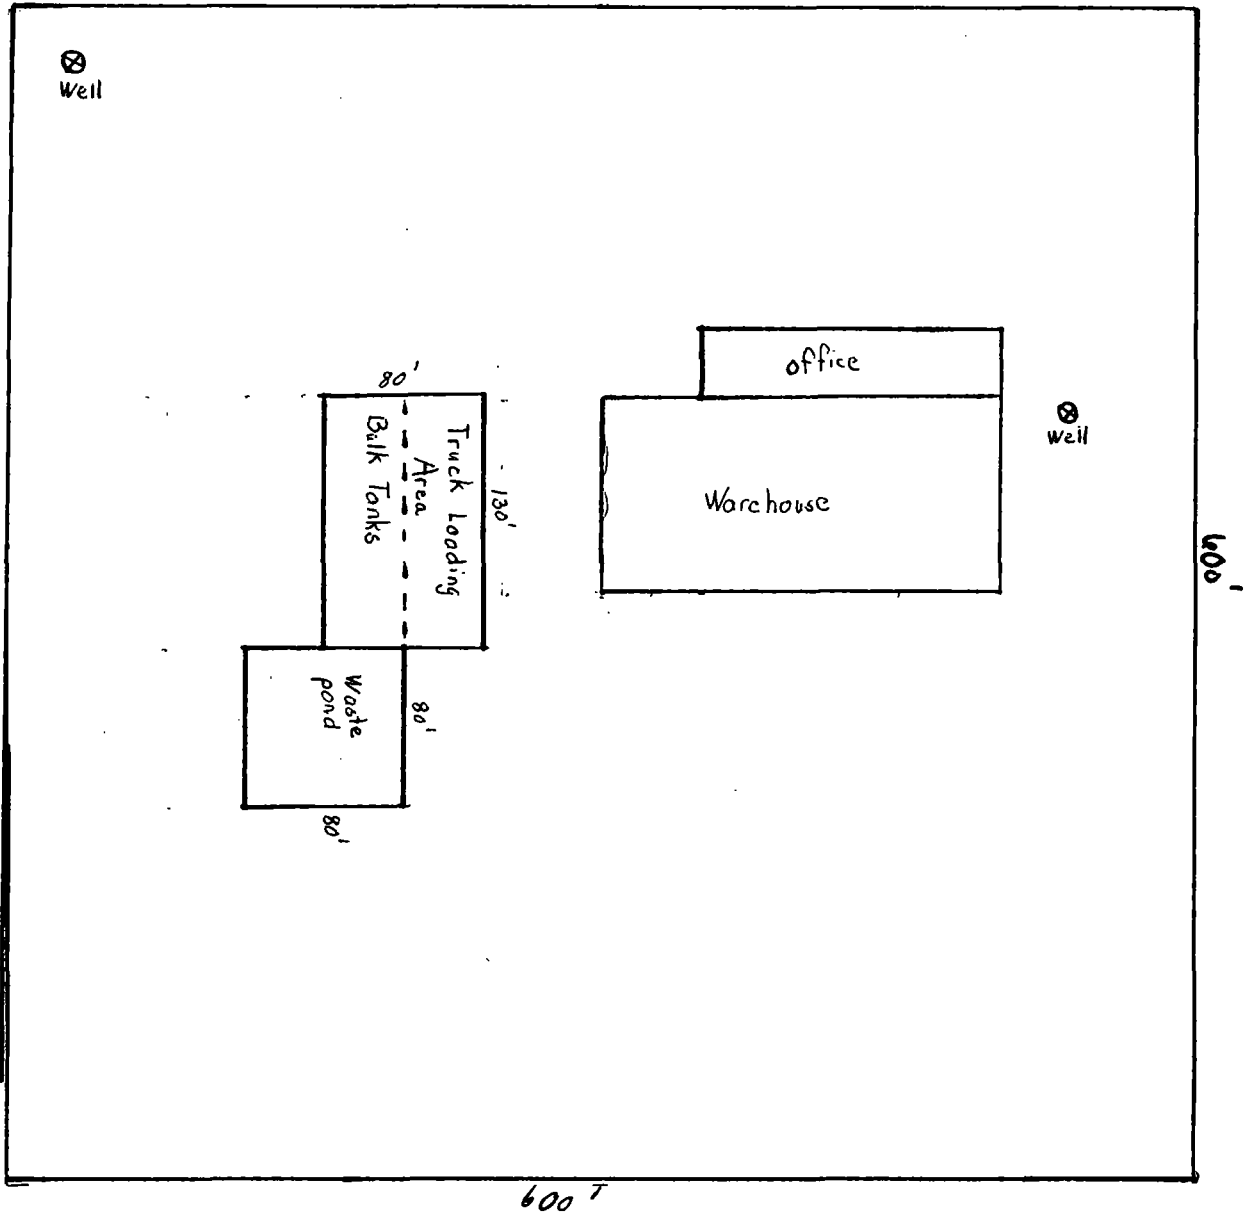 Well
office
80'
Well
Truck Loading
Area
Bulk Tanks
130'
Warehouse
600'
Waste
pond
80'
80'
600'